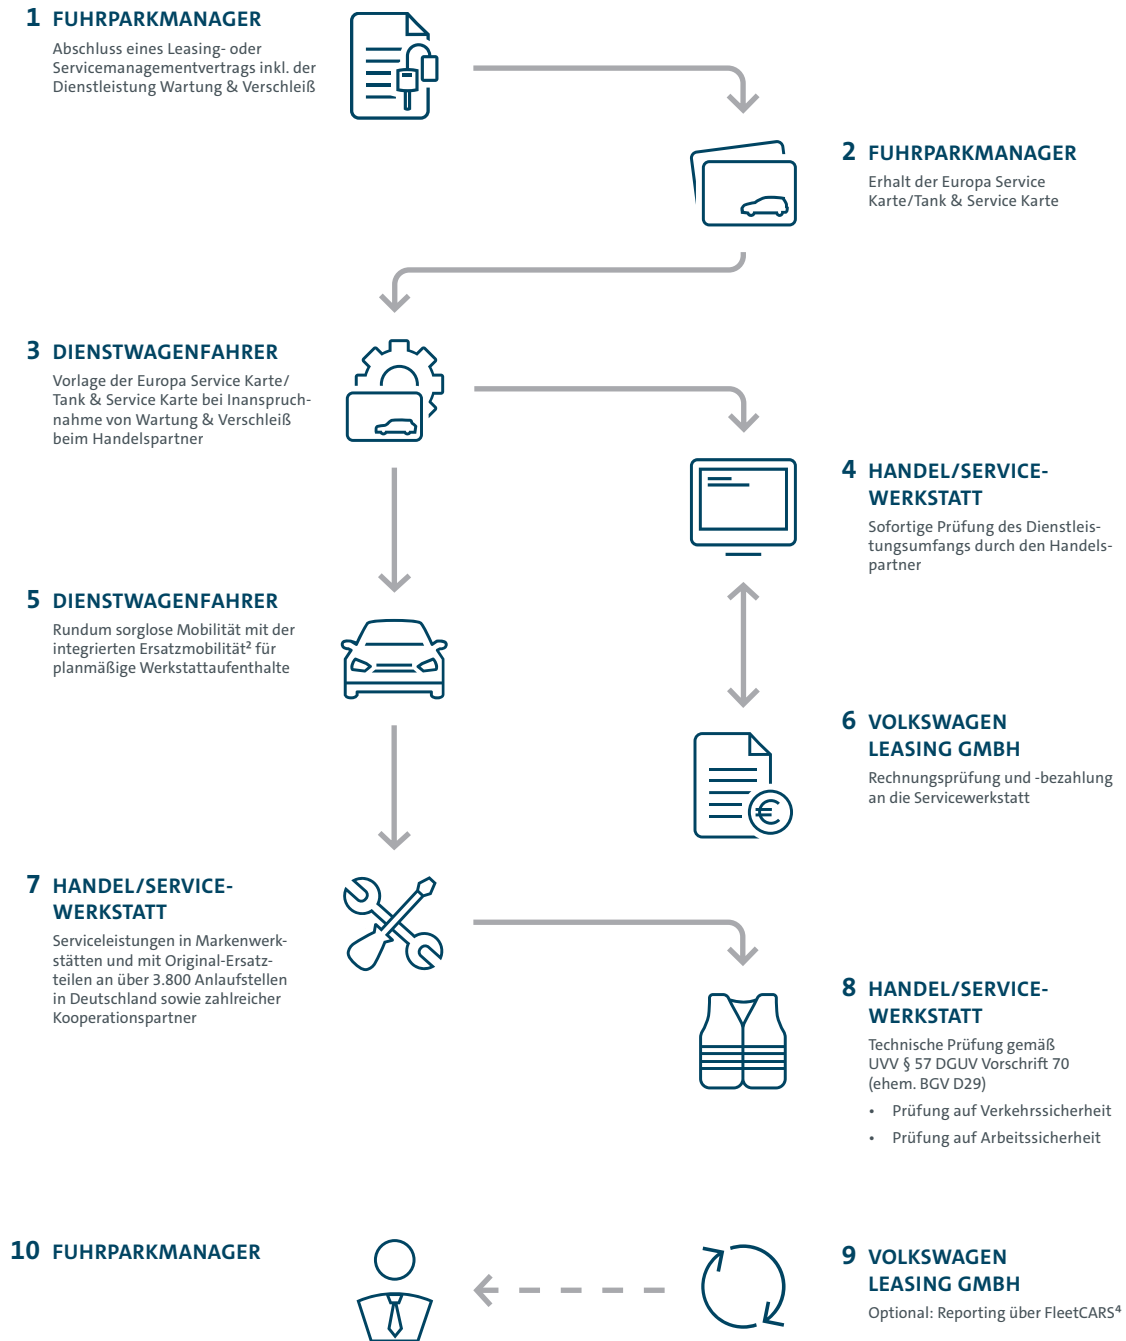 1 FUHRPARKMANAGER
Abschluss eines Leasing- oder
Servicemanagementvertrags inkl. der
Dienstleistung Wartung & Verschleiß
2 FUHRPARKMANAGER
Erhalt der Europa Service
Karte/Tank & Service Karte
3 DIENSTWAGENFAHRER
Vorlage der Europa Service Karte/
Tank & Service Karte bei Inanspruch-
nahme von Wartung & Verschleiß
beim Handelspartner
4 HANDEL/SERVICE-
WERKSTATT
Sofortige Prüfung des Dienstleis-
tungsumfangs durch den Handels-
partner
5 DIENSTWAGENFAHRER
Rundum sorglose Mobilität mit der
integrierten Ersatzmobilität² für
planmäßige Werkstattaufenthalte
6 VOLKSWAGEN
LEASING GMBH
Rechnungsprüfung und -bezahlung
an die Servicewerkstatt
€
7 HANDEL/SERVICE-
WERKSTATT
Serviceleistungen in Markenwerk-
stätten und mit Original-Ersatz-
teilen an über 3.800 Anlaufstellen
in Deutschland sowie zahlreicher
Kooperationspartner
8 HANDEL/SERVICE-
WERKSTATT
Technische Prüfung gemäß
UVV § 57 DGUV Vorschrift 70
(ehem. BGV D29)
• Prüfung auf Verkehrssicherheit
• Prüfung auf Arbeitssicherheit
9 VOLKSWAGEN
LEASING GMBH
Optional: Reporting über FleetCARS⁴
10 FUHRPARKMANAGER